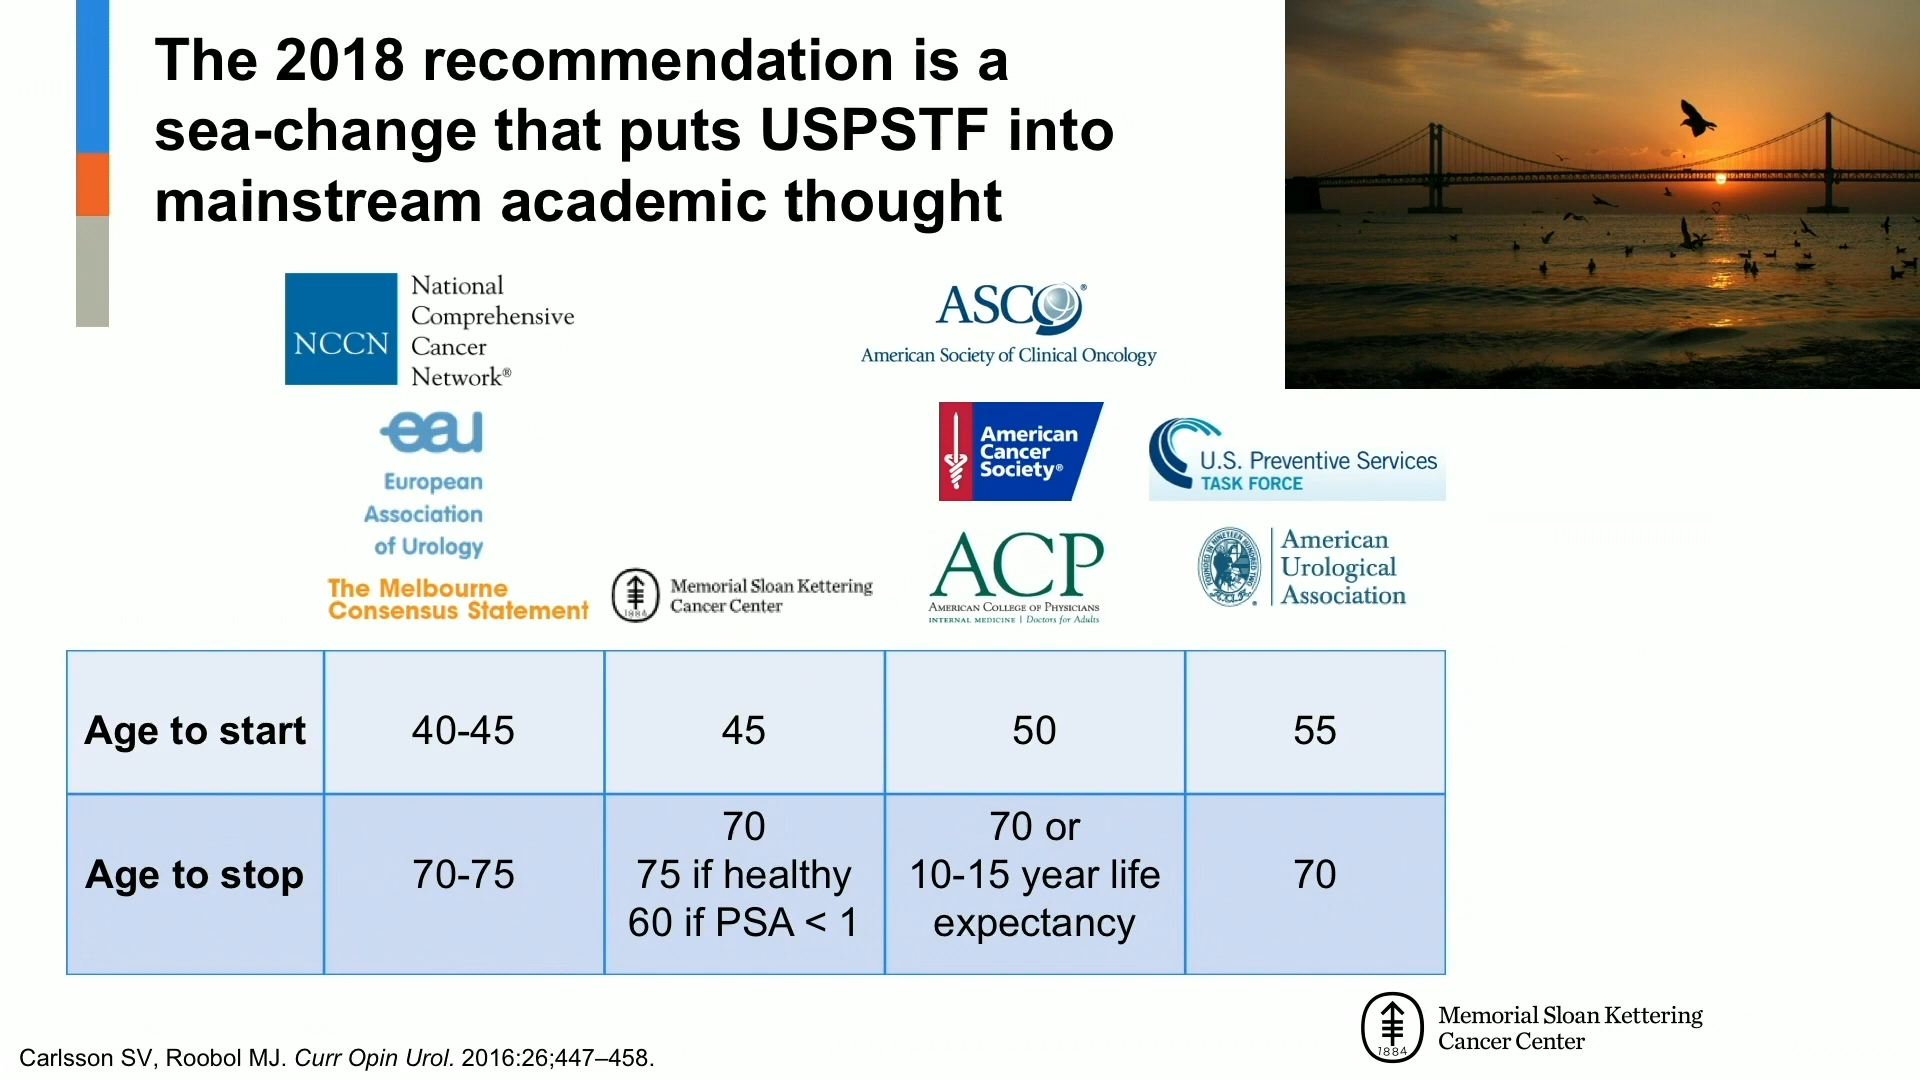 The 2018 recommendation is a
sea-change that puts USPSTF into
mainstream academic thought
NCCN
National
Comprehensive
Cancer
Network®
ASCO®
American Society of Clinical Oncology
eau
European
Association
of Urology
American
Cancer
Society®
U.S. Preventive Services
TASK FORCE
The Melbourne
Consensus Statement
1884
Memorial Sloan Kettering
Cancer Center
ACP
AMERICAN COLLEGE OF PHYSICIANS
INTERNAL MEDICINE | Doctors for Adults
American
Urological
Association
Age to start 40-45 45 50 55
Age to stop 70-75
70
75 if healthy
60 if PSA < 1
70 or
10-15 year life
expectancy
70
1884
Memorial Sloan Kettering
Cancer Center
Carlsson SV, Roobol MJ. Curr Opin Urol. 2016:26;447–458.